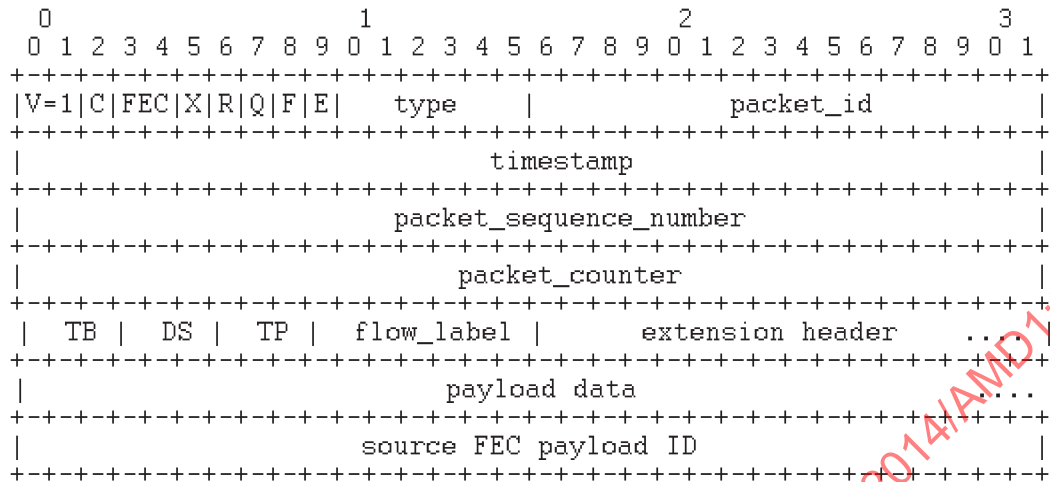 0                   1                   2                   3
0 1 2 3 4 5 6 7 8 9 0 1 2 3 4 5 6 7 8 9 0 1 2 3 4 5 6 7 8 9 0 1
+-+-+-+-+-+-+-+-+-+-+-+-+-+-+-+-+-+-+-+-+-+-+-+-+-+-+-+-+-+-+-+-+
|V=1|C|FEC|X|R|Q|F|E|   type    |          packet_id            |
+-+-+-+-+-+-+-+-+-+-+-+-+-+-+-+-+-+-+-+-+-+-+-+-+-+-+-+-+-+-+-+-+
|                           timestamp                           |
+-+-+-+-+-+-+-+-+-+-+-+-+-+-+-+-+-+-+-+-+-+-+-+-+-+-+-+-+-+-+-+-+
|                    packet_sequence_number                     |
+-+-+-+-+-+-+-+-+-+-+-+-+-+-+-+-+-+-+-+-+-+-+-+-+-+-+-+-+-+-+-+-+
|                        packet_counter                         |
+-+-+-+-+-+-+-+-+-+-+-+-+-+-+-+-+-+-+-+-+-+-+-+-+-+-+-+-+-+-+-+-+
| TB |  DS |  TP |  flow_label |      extension header    .... |
+-+-+-+-+-+-+-+-+-+-+-+-+-+-+-+-+-+-+-+-+-+-+-+-+-+-+-+-+-+-+-+-+
|                         payload data                      ....
+-+-+-+-+-+-+-+-+-+-+-+-+-+-+-+-+-+-+-+-+-+-+-+-+-+-+-+-+-+-+-+-+
|                    source FEC payload ID                      |
+-+-+-+-+-+-+-+-+-+-+-+-+-+-+-+-+-+-+-+-+-+-+-+-+-+-+-+-+-+-+-+-+
2014/AMD1